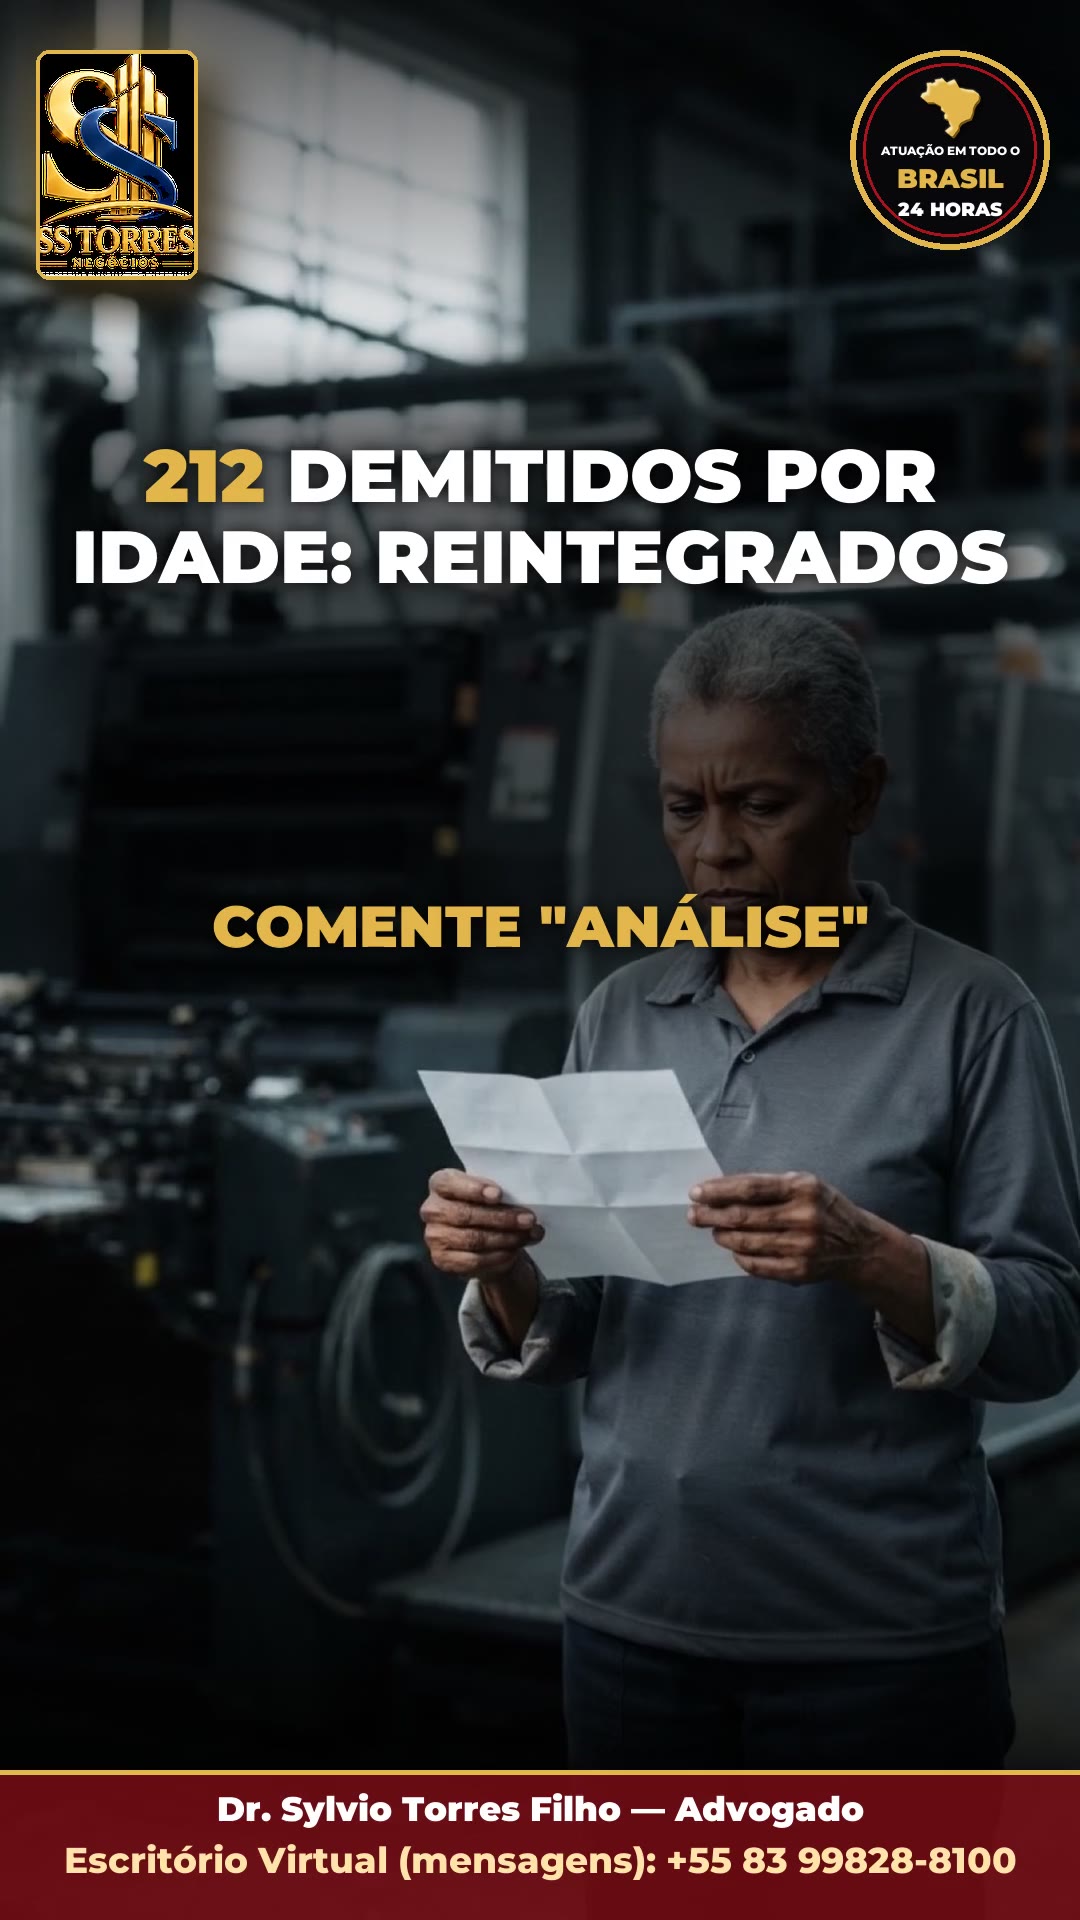 SS TORRES
NEGÓCIOS
ATUAÇÃO EM TODO O
BRASIL
24 HORAS
212 DEMITIDOS POR
IDADE: REINTEGRADOS
COMENTE "ANÁLISE"
Dr. Sylvio Torres Filho — Advogado
Escritório Virtual (mensagens): +55 83 99828-8100